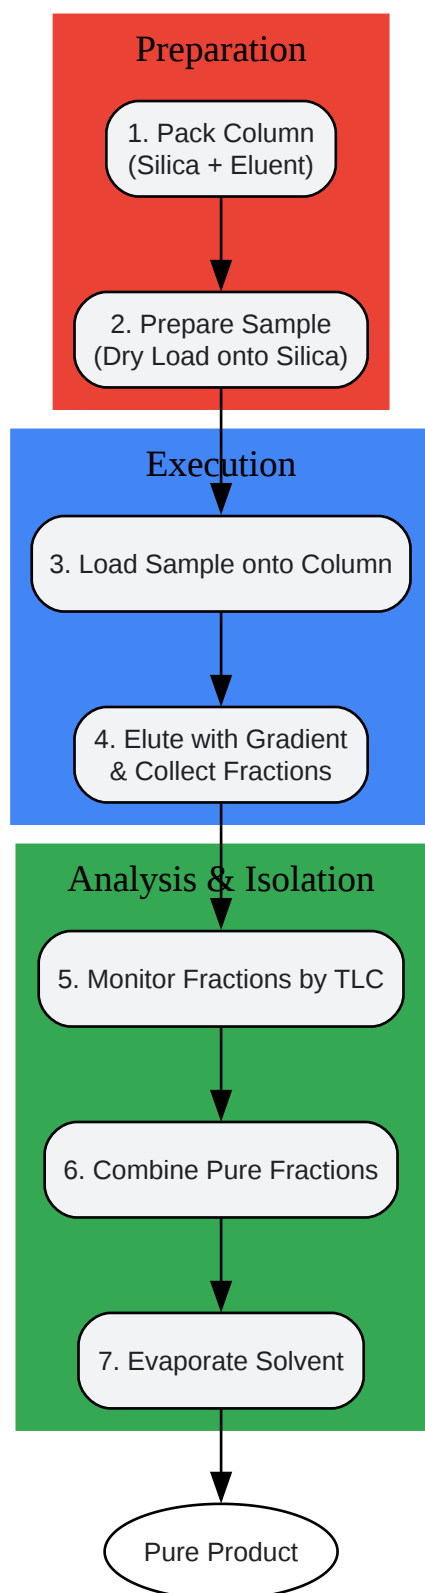 Preparation
1. Pack Column
(Silica + Eluent)
2. Prepare Sample
(Dry Load onto Silica)
Execution
3. Load Sample onto Column
4. Elute with Gradient
& Collect Fractions
Analysis & Isolation
5. Monitor Fractions by TLC
6. Combine Pure Fractions
7. Evaporate Solvent
Pure Product